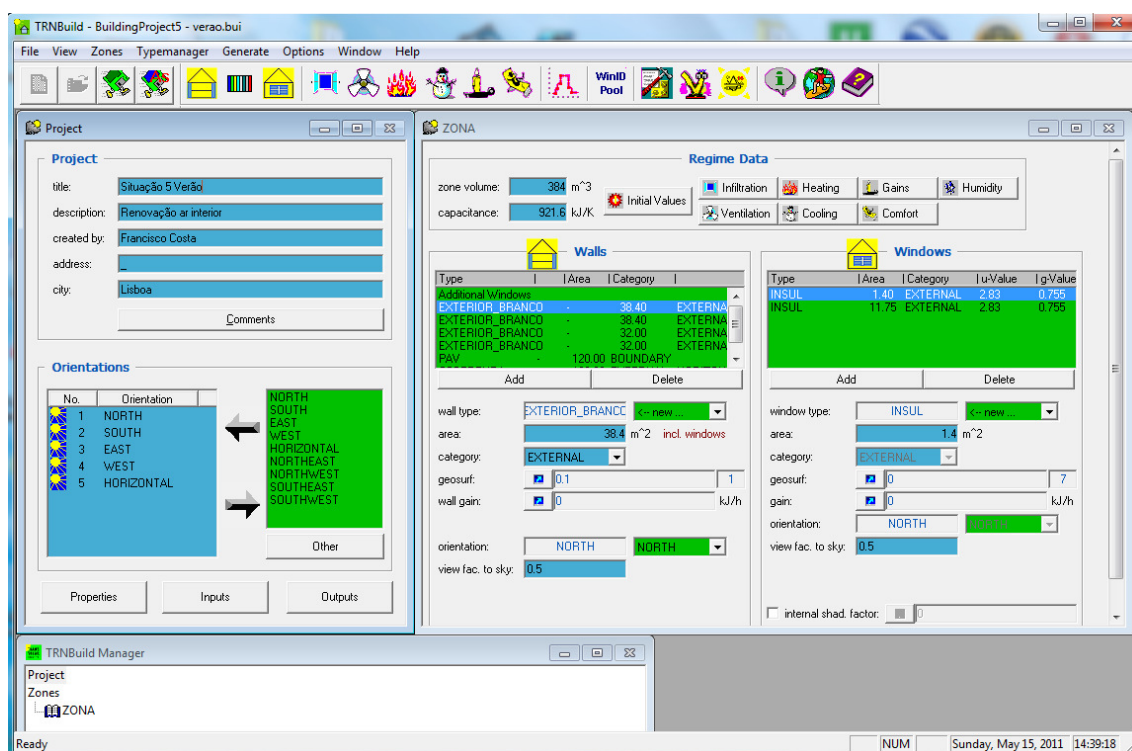 TRNBuild - BuildingProject5 - verao.bui
File View Zones Typemanager Generate Options Window Help
WinID Pool
Project
Project
title: Situação 5 Verão
description: Renovação ar interior
created by: Francisco Costa
address: _
city: Lisboa
Comments
Orientations
No. Orientation
1 NORTH
2 SOUTH
3 EAST
4 WEST
5 HORIZONTAL
NORTH
SOUTH
EAST
WEST
HORIZONTAL
NORTHEAST
NORTHWEST
SOUTHEAST
SOUTHWEST
Other
Properties Inputs Outputs
ZONA
Regime Data
zone volume: 384 m^3
capacitance: 921.6 kJ/K
Initial Values
Infiltration Heating Gains Humidity
Ventilation Cooling Comfort
Walls
Type | |Area |Category |
Additional Windows
EXTERIOR_BRANCO - 38.40 EXTERNA
EXTERIOR_BRANCO - 38.40 EXTERNA
EXTERIOR_BRANCO - 32.00 EXTERNA
EXTERIOR_BRANCO - 32.00 EXTERNA
PAV - 120.00 BOUNDARY
Add Delete
wall type: EXTERIOR_BRANCC <-- new ...
area: 38.4 m^2 incl. windows
category: EXTERNAL
geosurf: 0.1 1
wall gain: 0 kJ/h
orientation: NORTH NORTH
view fac. to sky: 0.5
Windows
Type |Area |Category |u-Value |g-Value
INSUL 1.40 EXTERNAL 2.83 0.755
INSUL 11.75 EXTERNAL 2.83 0.755
Add Delete
window type: INSUL <-- new ...
area: 1.4 m^2
category: EXTERNAL
geosurf: 0 7
gain: 0 kJ/h
orientation: NORTH NORTH
view fac. to sky: 0.5
internal shad. factor: 0
TRNBuild Manager
Project
Zones
ZONA
Ready NUM Sunday, May 15, 2011 14:39:18